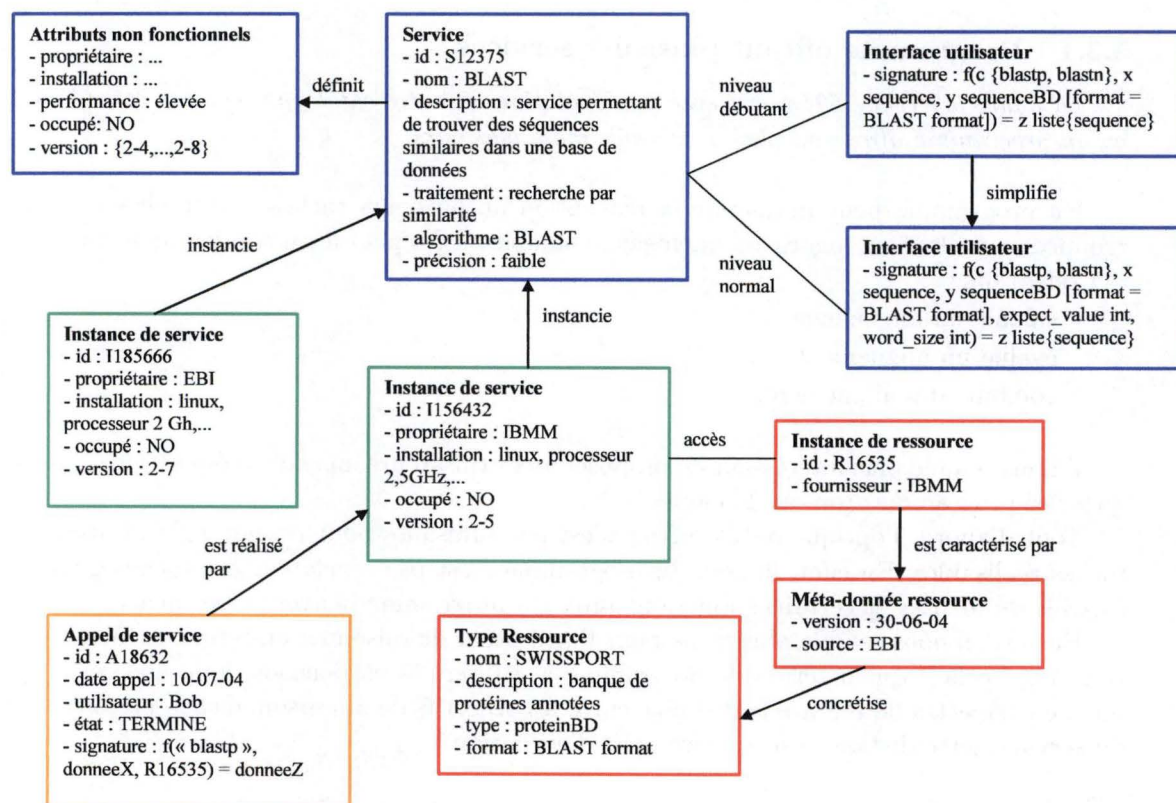 Attributs non fonctionnels
- propriétaire : ...
- installation : ...
- performance : élevée
- occupé: NO
- version : {2-4,...,2-8}
définit
Service
- id : S12375
- nom : BLAST
- description : service permettant
de trouver des séquences
similaires dans une base de
données
- traitement : recherche par
similarité
- algorithme : BLAST
- précision : faible
niveau
débutant
Interface utilisateur
- signature : f(c {blastp, blastn}, x
sequence, y sequenceBD [format =
BLAST format]) = z liste{sequence}
simplifie
niveau
normal
Interface utilisateur
- signature : f(c {blastp, blastn}, x
sequence, y sequenceBD [format =
BLAST format], expect_value int,
word_size int) = z liste{sequence}
instancie
instancie
Instance de service
- id : I185666
- propriétaire : EBI
- installation : linux,
processeur 2 Gh,...
- occupé : NO
- version : 2-7
Instance de service
- id : I156432
- propriétaire : IBMM
- installation : linux, processeur
2,5GHz,...
- occupé : NO
- version : 2-5
accès
Instance de ressource
- id : R16535
- fournisseur : IBMM
est réalisé
par
est caractérisé par
Appel de service
- id : A18632
- date appel : 10-07-04
- utilisateur : Bob
- état : TERMINE
- signature : f(« blastp »,
donneeX, R16535) = donneeZ
Type Ressource
- nom : SWISSPORT
- description : banque de
protéines annotées
- type : proteinBD
- format : BLAST format
Méta-donnée ressource
- version : 30-06-04
- source : EBI
concrétise